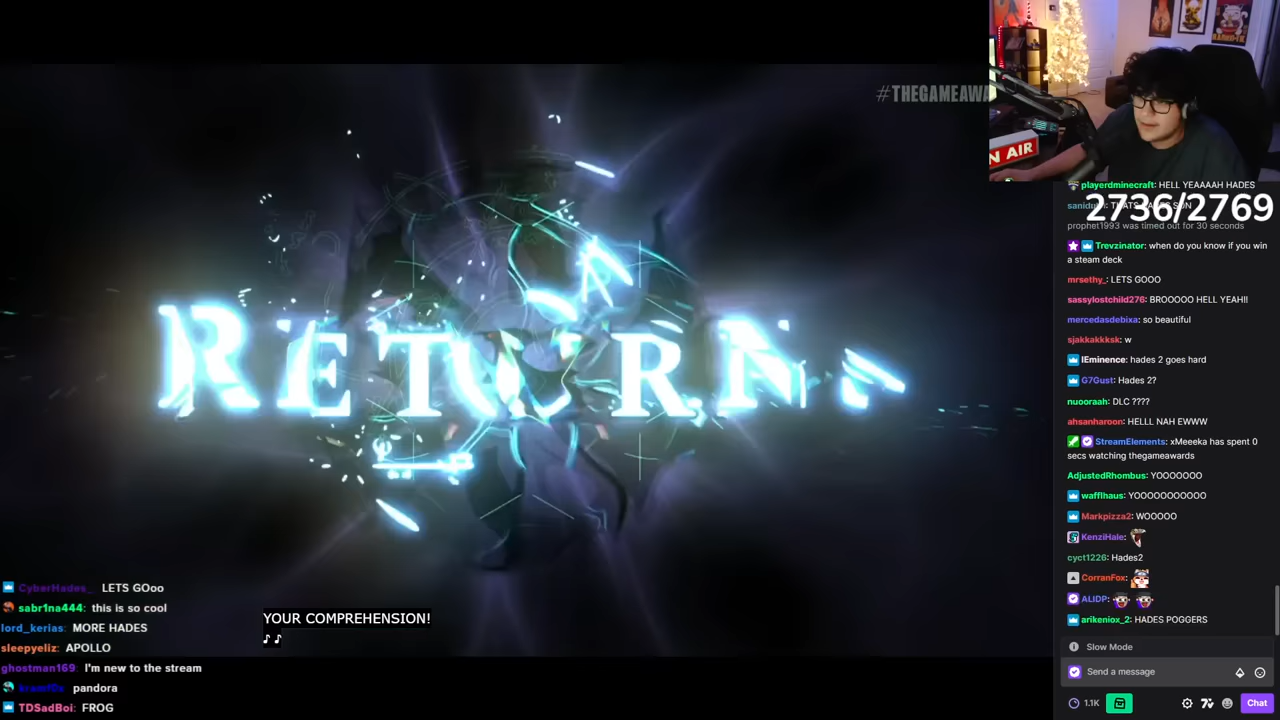 #THEGAMEAWA
RETURN
ON AIR
playerdminecraft: HELL YEAAAAH HADES
2736/2769
prophet1993 was timed out for 30 seconds
Trevzinator: when do you know if you win
a steam deck
mrsethy_: LETS GOOO
sassylostchild276: BROOOOO HELL YEAH!!
mercedasdebixa: so beautiful
sjakkakkksk: w
IEminence: hades 2 goes hard
G7Gust: Hades 2?
nuooraah: DLC ????
ahsanharoon: HELLL NAH EWWW
StreamElements: xMeeeka has spent 0
secs watching thegameawards
AdjustedRhombus: YOOOOOOO
wafflhaus: YOOOOOOOOOOO
Markpizza2: WOOOOO
KenziHale:
cyct1226: Hades2
CorranFox:
ALIDP:
arikeniox_2: HADES POGGERS
Slow Mode
Send a message
1.1K
Chat
CyberHades_ LETS GOoo
sabr1na444: this is so cool
lord_kerias: MORE HADES
sleepyeliz: APOLLO
ghostman169: I'm new to the stream
pandora
TDSadBoi: FROG
YOUR COMPREHENSION!
♪ ♪